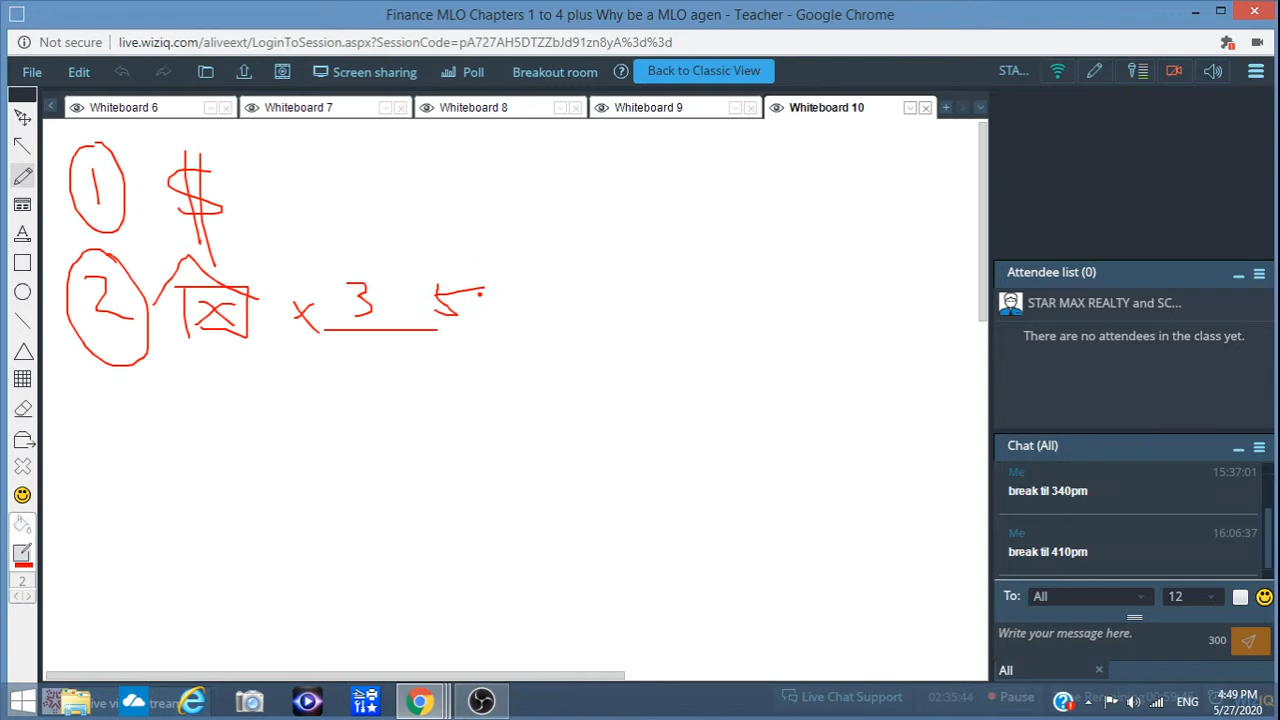 Finance MLO Chapters 1 to 4 plus Why be a MLO agen - Teacher - Google Chrome
Not secure | live.wiziq.com/aliveext/LoginToSession.aspx?SessionCode=pA727AH5DTZZbJd91zn8yA%3d%3d
File Edit Screen sharing Poll Breakout room ? Back to Classic View STA...
Whiteboard 6 Whiteboard 7 Whiteboard 8 Whiteboard 9 Whiteboard 10
1 $
2 x x 3 5
Attendee list (0)
STAR MAX REALTY and SC...
There are no attendees in the class yet.
Chat (All)
Me 15:37:01
break til 340pm
Me 16:06:37
break til 410pm
To: All 12
Write your message here. 300
All
2
Live Chat Support 02:35:44 Pause
ENG 4:49 PM
5/27/2020